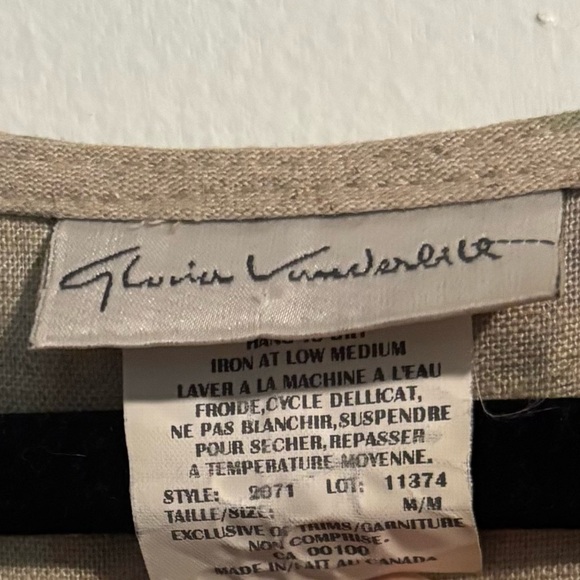 Gloria Vanderbilt
HANG TO DRY
IRON AT LOW MEDIUM
LAVER A LA MACHINE A L'EAU
FROIDE,CYCLE DELLICAT,
NE PAS BLANCHIR,SUSPENDRE
POUR SECHER,REPASSER
A TEMPERATURE MOYENNE.
STYLE: 2071 LOT: 11374
TAILLE/SIZE: M/M
EXCLUSIVE OF TRIMS/GARNITURE
NON COMPRISE.
CA 00100
MADE IN/FAIT AU CANADA